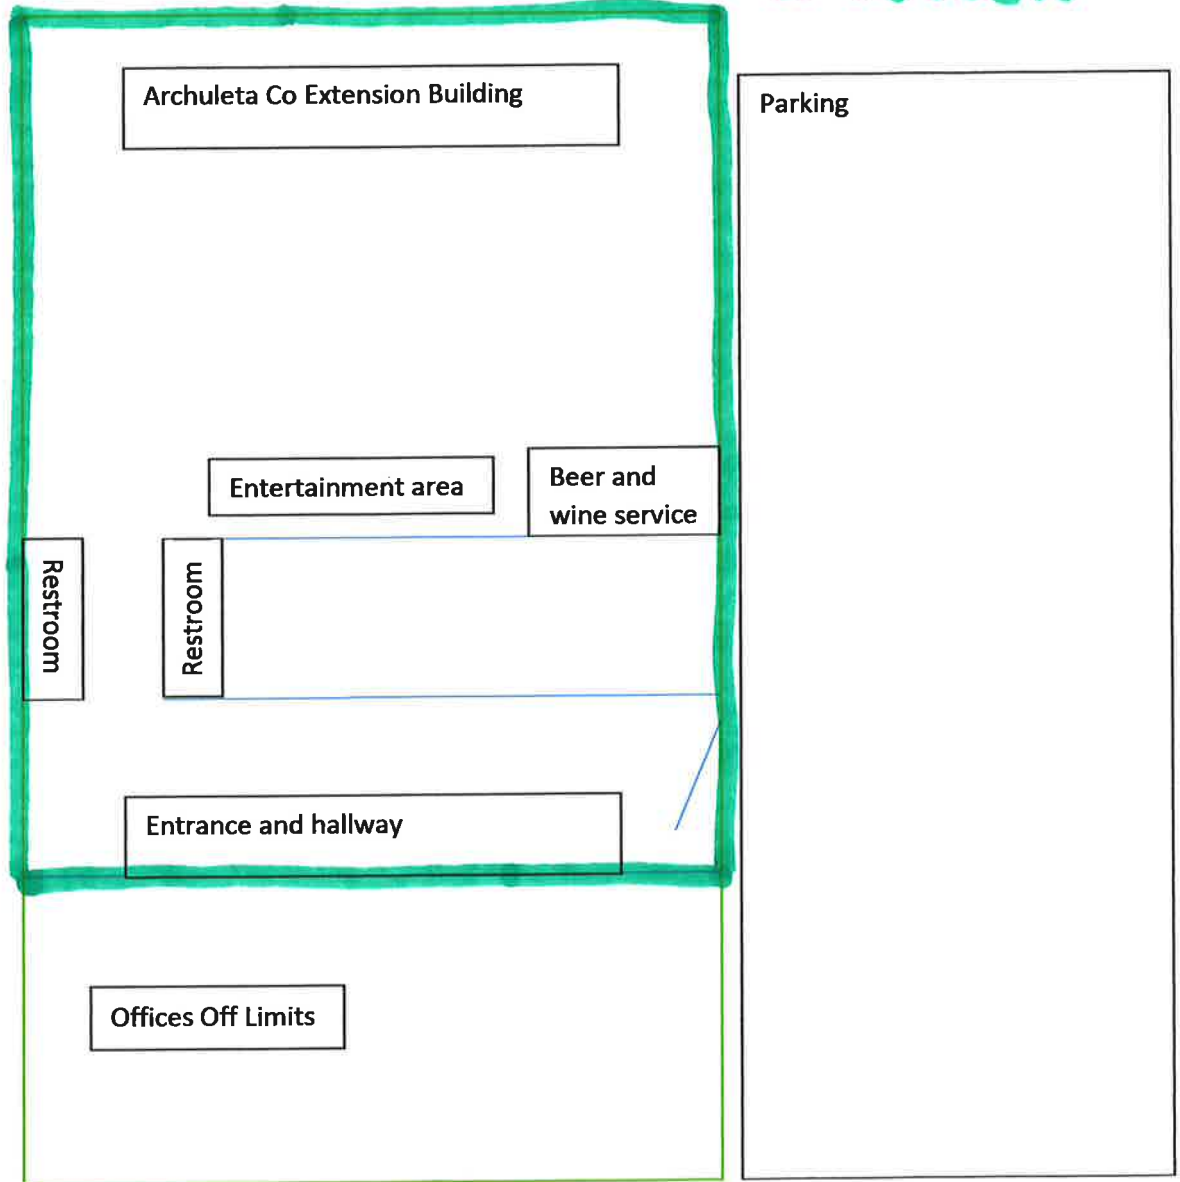 Archuleta Co Extension Building
Parking
Entertainment area
Beer and
wine service
Restroom
Restroom
Entrance and hallway
Offices Off Limits